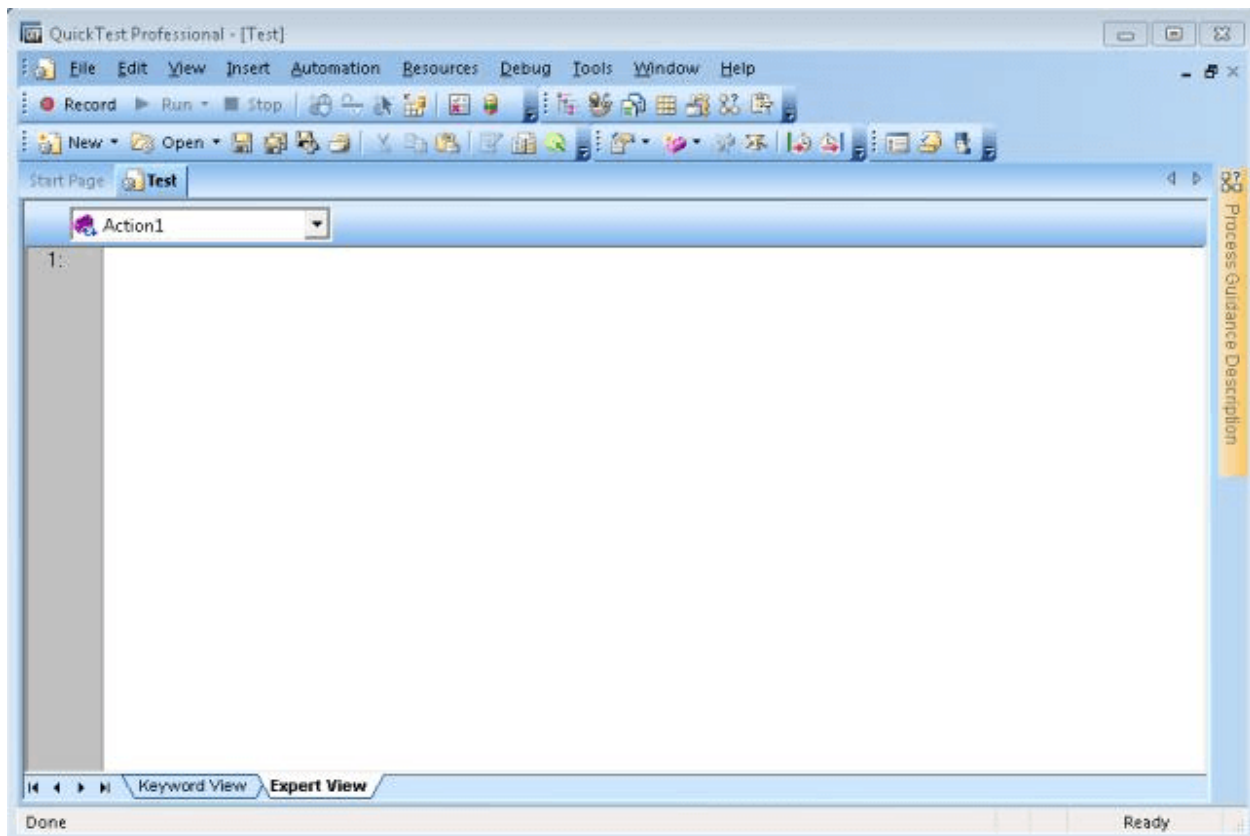 QuickTest Professional - [Test]
File Edit View Insert Automation Resources Debug Tools Window Help
Record Run Stop
New Open
Start Page Test
Action1
1:
Process Guidance Description
Keyword View Expert View
Done Ready